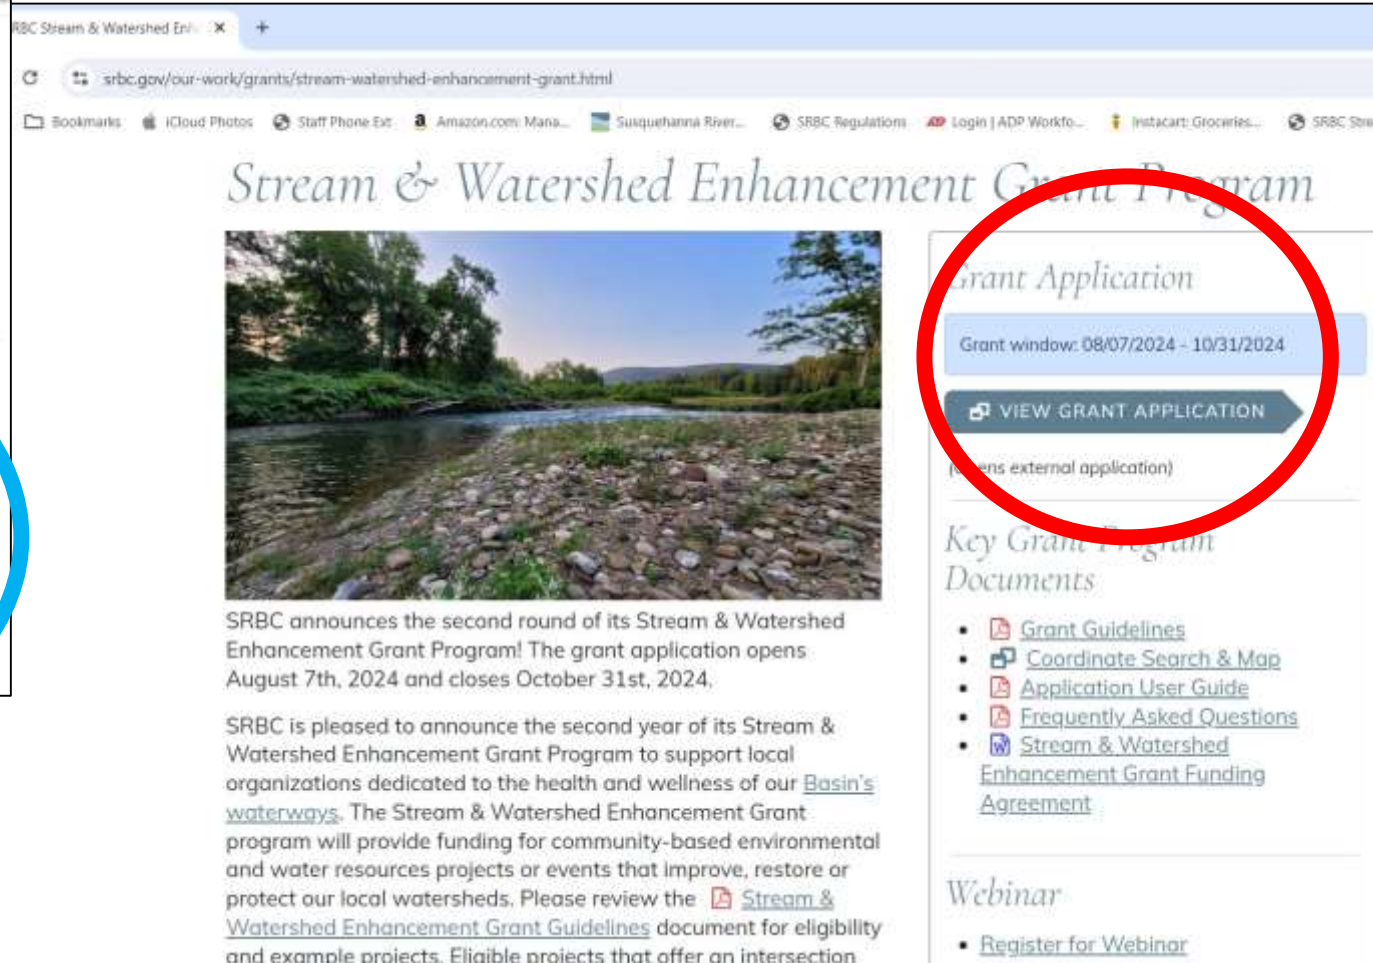 RBC Stream & Watershed Enh
srbc.gov/our-work/grants/stream-watershed-enhancement-grant.html
Bookmarks iCloud Photos Staff Phone Ext Amazon.com: Mana... Susquehanna River... SRBC Regulations Login | ADP Workfo... Instacart: Groceries... SRBC Stre
Stream & Watershed Enhancement Grant Program
Grant Application
Grant window: 08/07/2024 - 10/31/2024
VIEW GRANT APPLICATION
(Opens external application)
Key Grant Program
Documents
Grant Guidelines
Coordinate Search & Map
Application User Guide
Frequently Asked Questions
Stream & Watershed
Enhancement Grant Funding
Agreement
Webinar
Register for Webinar
SRBC announces the second round of its Stream & Watershed
Enhancement Grant Program! The grant application opens
August 7th, 2024 and closes October 31st, 2024.
SRBC is pleased to announce the second year of its Stream &
Watershed Enhancement Grant Program to support local
organizations dedicated to the health and wellness of our Basin's
waterways. The Stream & Watershed Enhancement Grant
program will provide funding for community-based environmental
and water resources projects or events that improve, restore or
protect our local watersheds. Please review the Stream &
Watershed Enhancement Grant Guidelines document for eligibility
and example projects. Eligible projects that offer an intersection